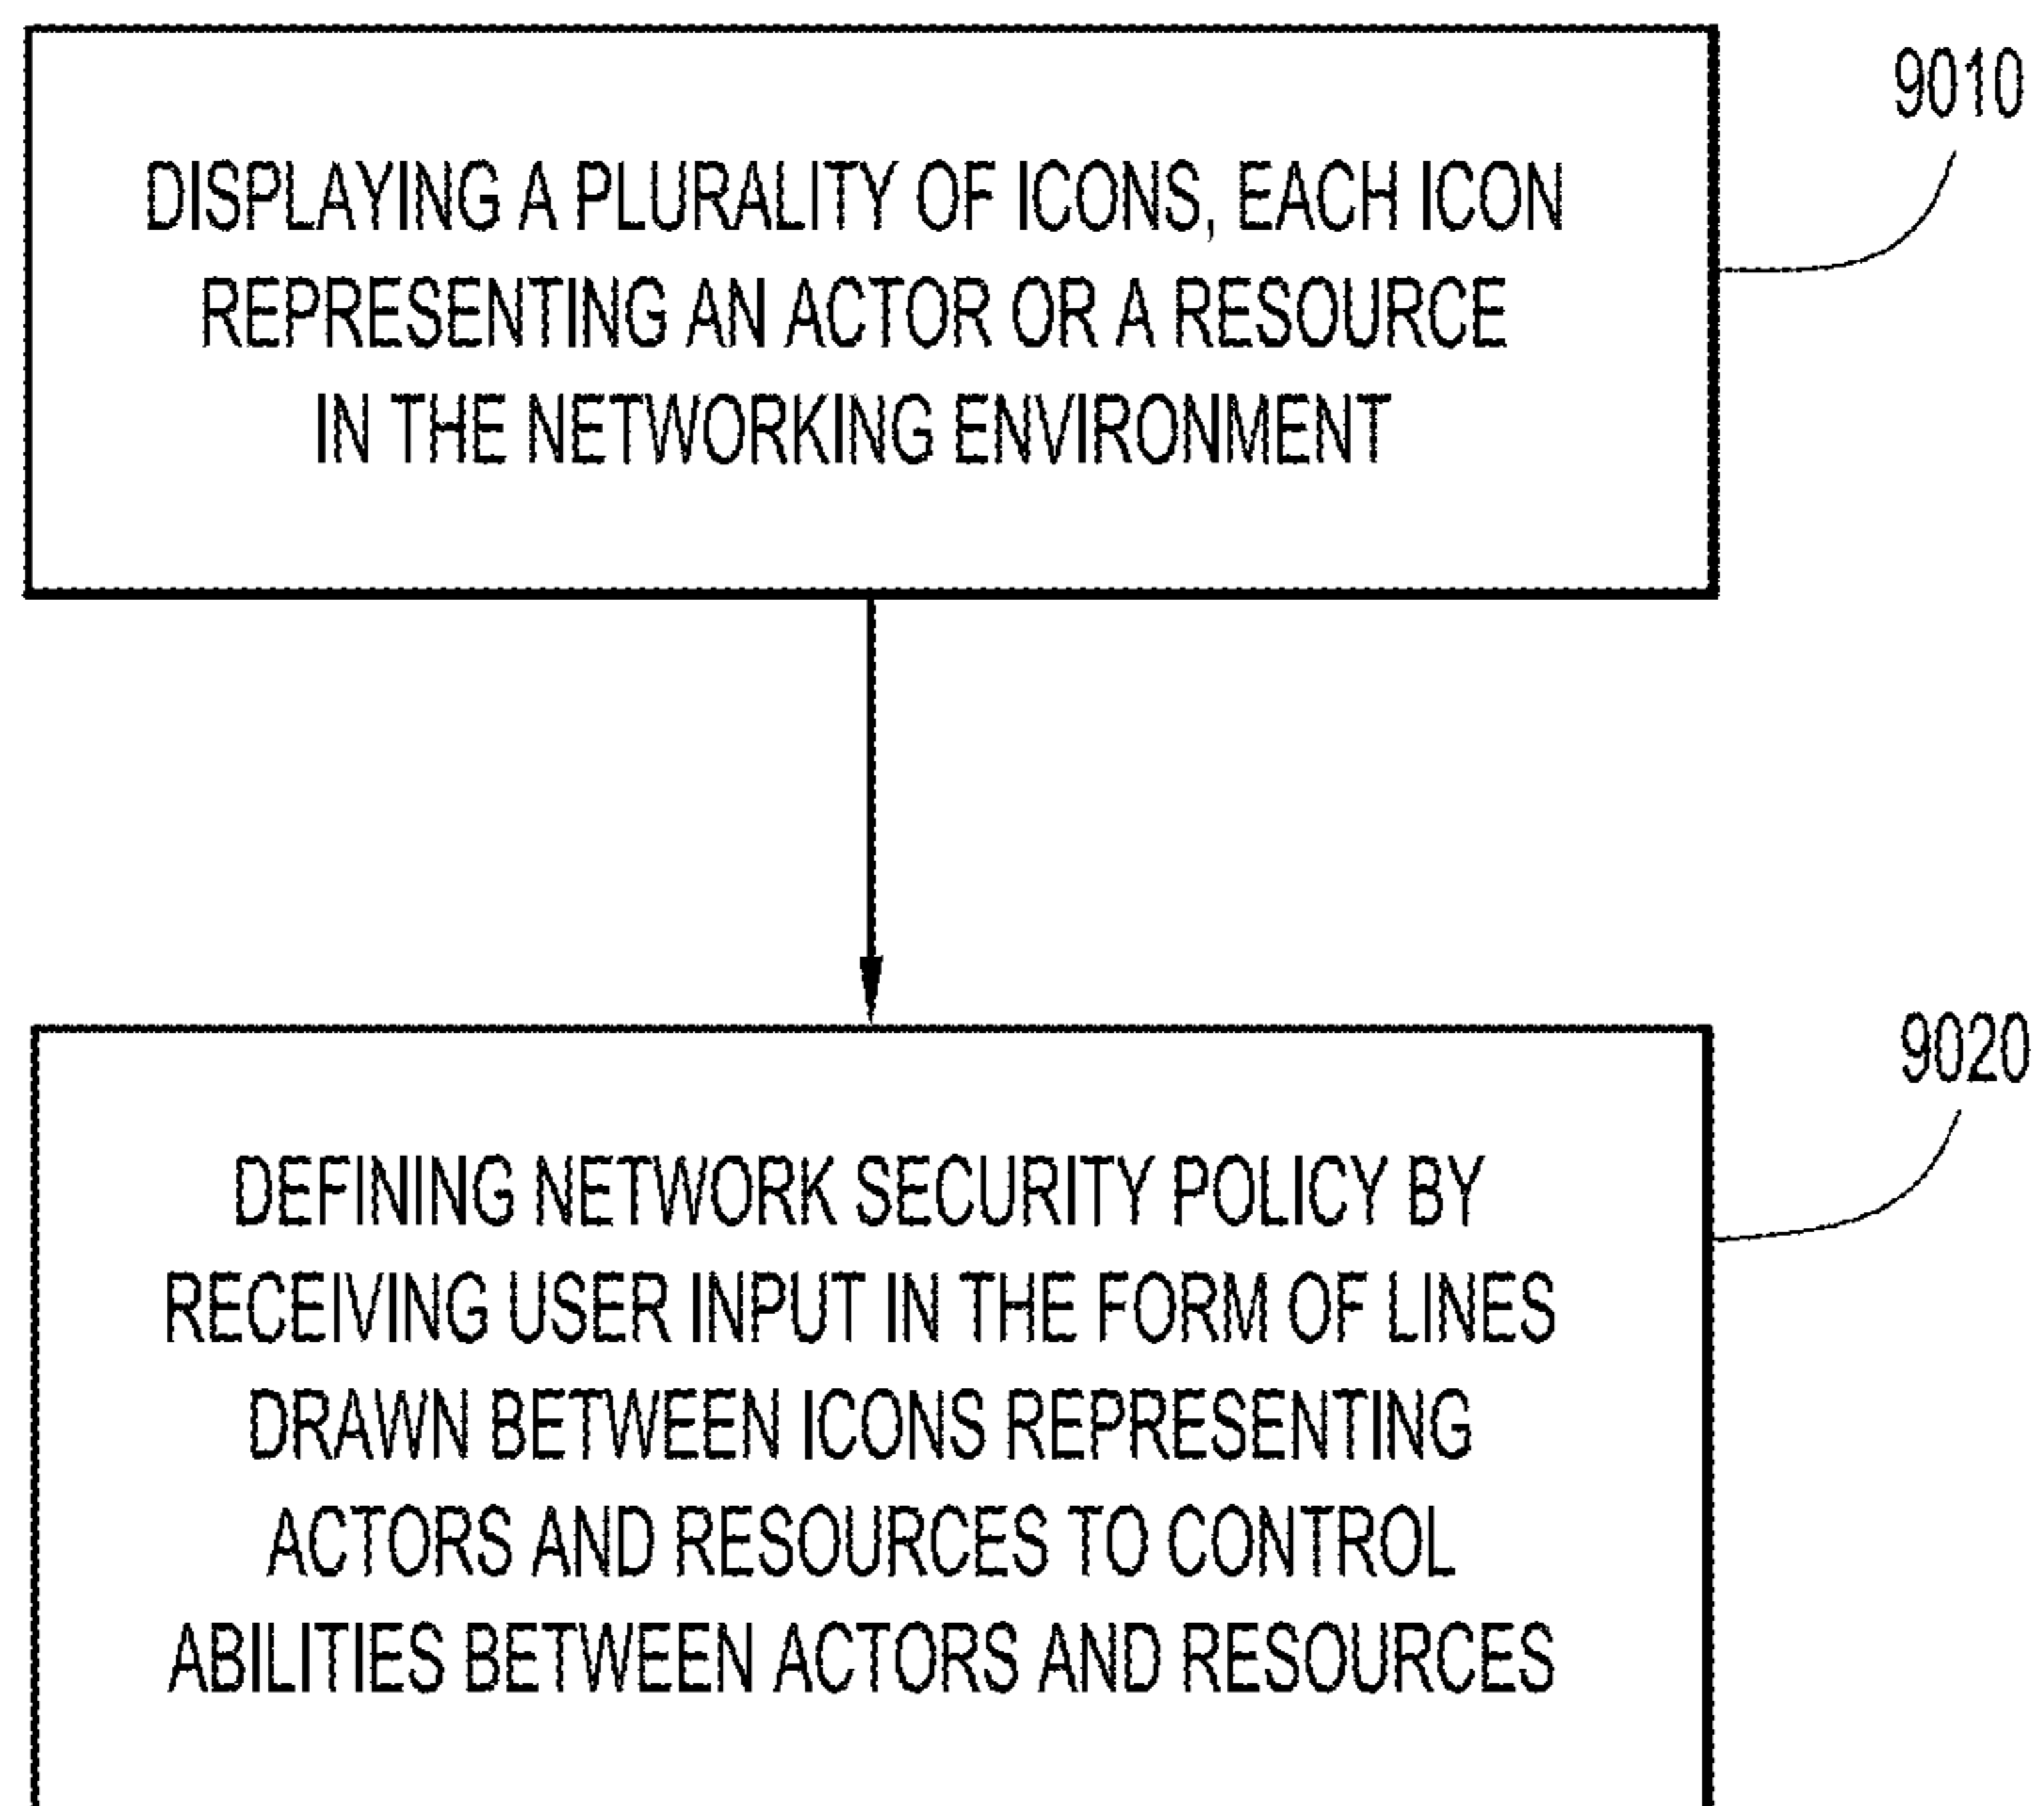 9010
DISPLAYING A PLURALITY OF ICONS, EACH ICON
REPRESENTING AN ACTOR OR A RESOURCE
IN THE NETWORKING ENVIRONMENT
9020
DEFINING NETWORK SECURITY POLICY BY
RECEIVING USER INPUT IN THE FORM OF LINES
DRAWN BETWEEN ICONS REPRESENTING
ACTORS AND RESOURCES TO CONTROL
ABILITIES BETWEEN ACTORS AND RESOURCES